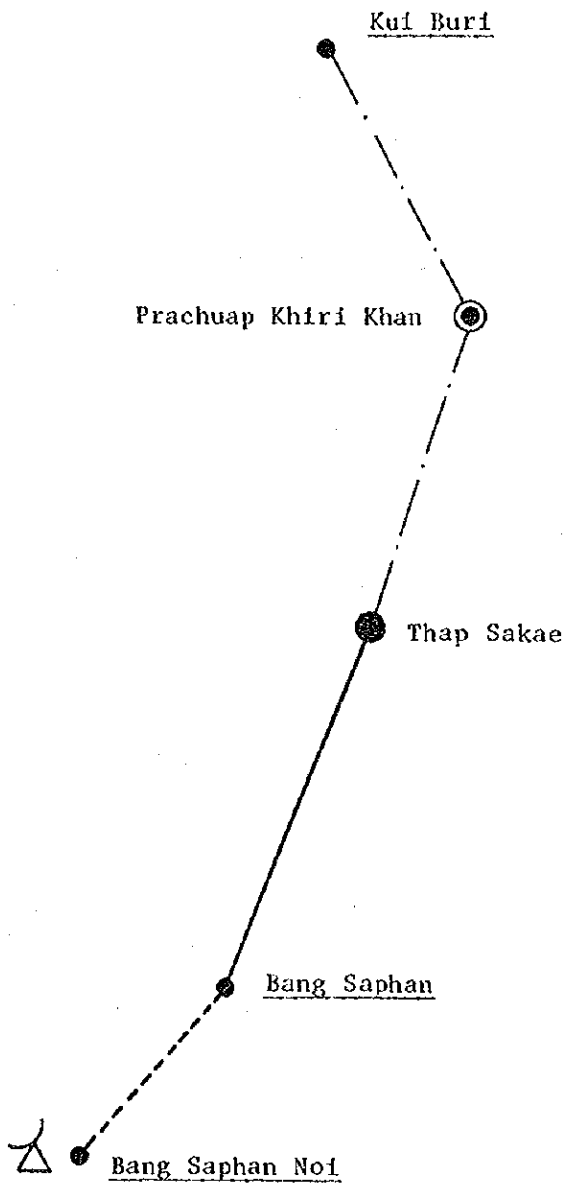 Kui Buri
Prachuap Khiri Khan
Thap Sakae
Bang Saphan
Bang Saphan Noi